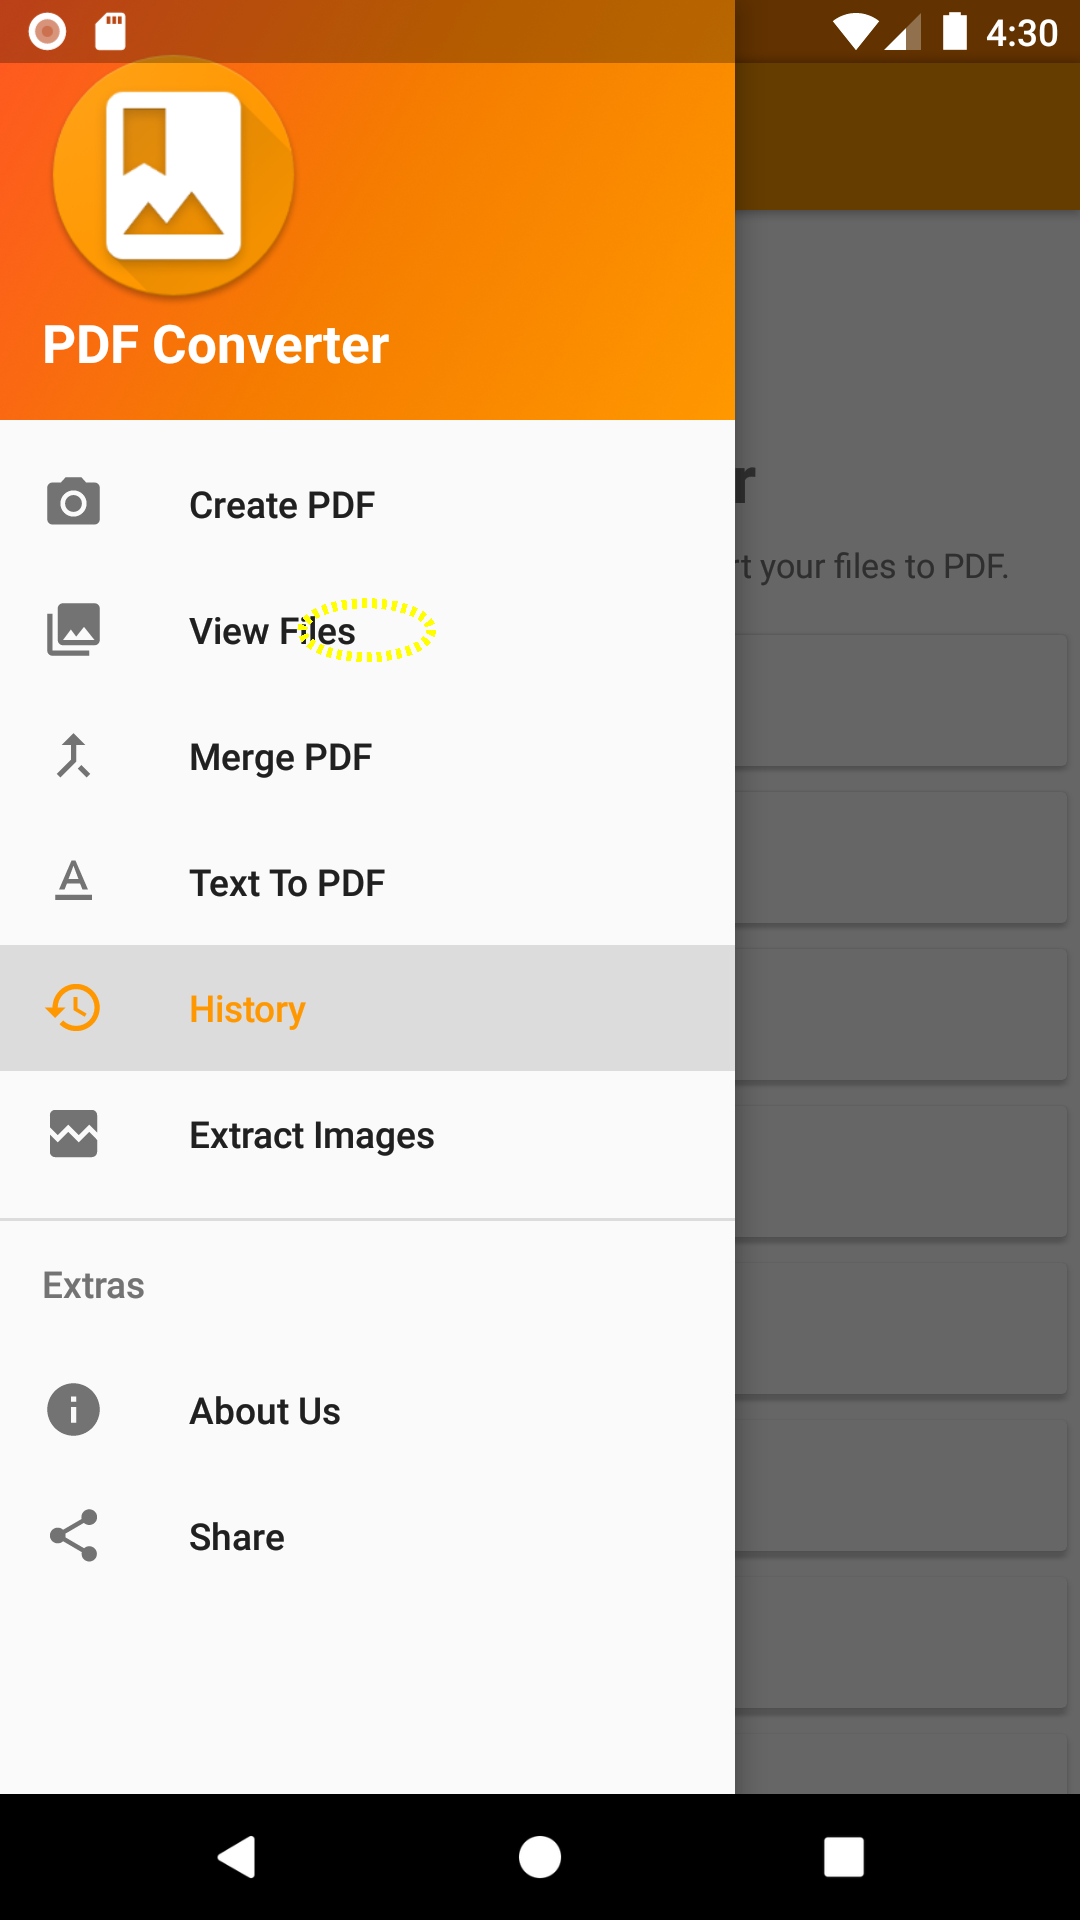 4:30
PDF Converter
r
Create PDF
rt your files to PDF.
View Files
Merge PDF
Text To PDF
History
Extract Images
Extras
About Us
Share